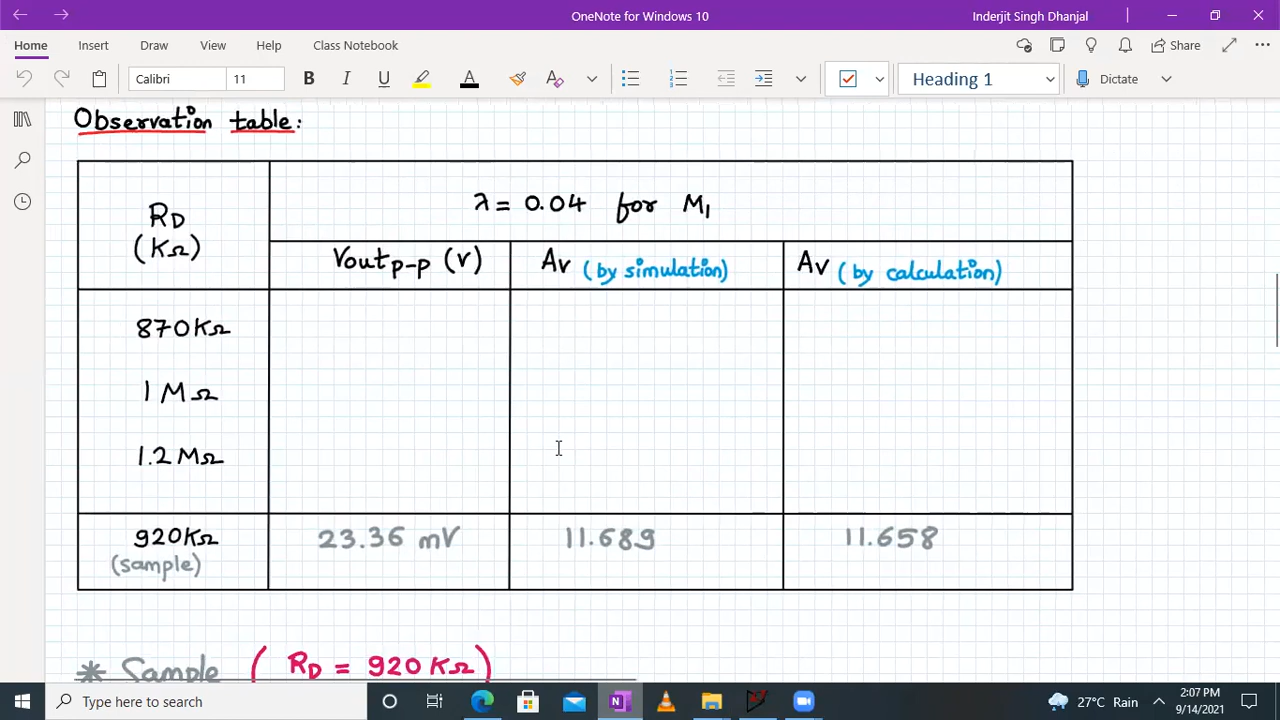 OneNote for Windows 10
Inderjit Singh Dhanjal
Home Insert Draw View Help Class Notebook
Share
Calibri 11 B I U A Heading 1 Dictate
Observation table:
RD
(KΩ)
λ = 0.04 for M1
Voutp-p (V)
Av (by simulation)
Av (by calculation)
870KΩ
1 MΩ
1.2MΩ
920KΩ 23.36 mV 11.689 11.658
(sample)
* Sample ( RD = 920 KΩ )
Type here to search
27°C Rain
2:07 PM
9/14/2021